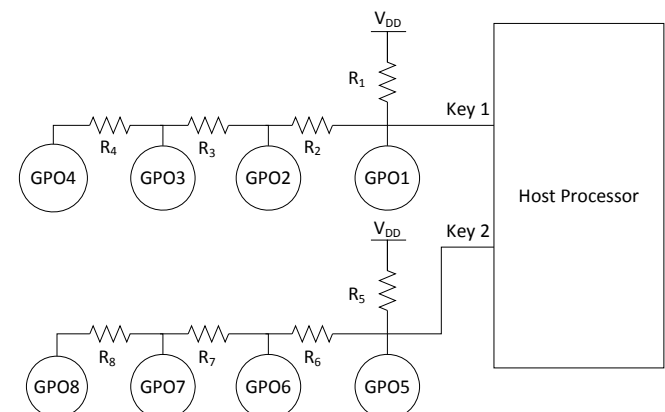 VDD
R1
Key 1
R4
R3
R2
GPO4
GPO3
GPO2
GPO1
Host Processor
VDD
Key 2
R5
R8
R7
R6
GPO8
GPO7
GPO6
GPO5